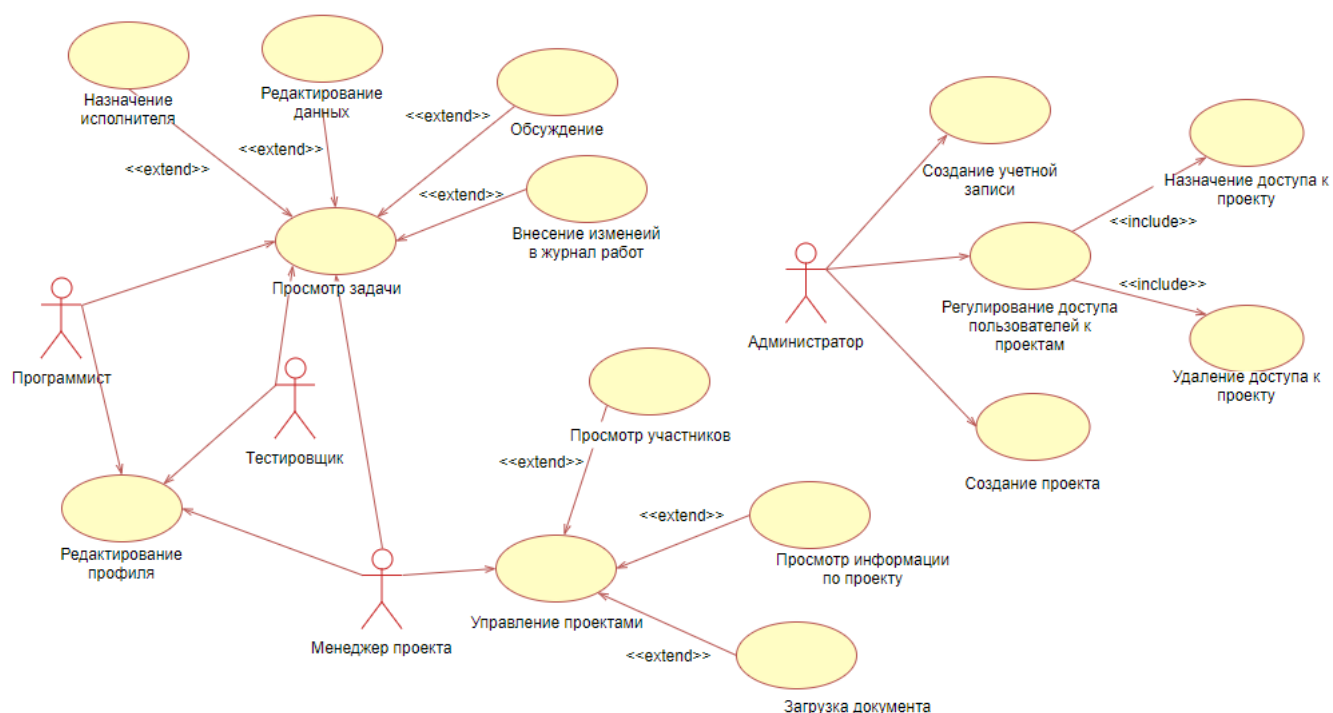 Назначение
исполнителя
Редактирование
данных
<<extend>>
Обсуждение
<<extend>>
<<extend>>
<<extend>>
Внесение изменеий
в журнал работ
Просмотр задачи
Программист
Тестировщик
Редактирование
профиля
Менеджер проекта
Просмотр участников
<<extend>>
<<extend>>
Просмотр информации
по проекту
Управление проектами
<<extend>>
Загрузка документа
Создание учетной
записи
Назначение доступа к
проекту
<<include>>
<<include>>
Регулирование доступа
пользователей к
проектам
Администратор
Удаление доступа к
проекту
Создание проекта